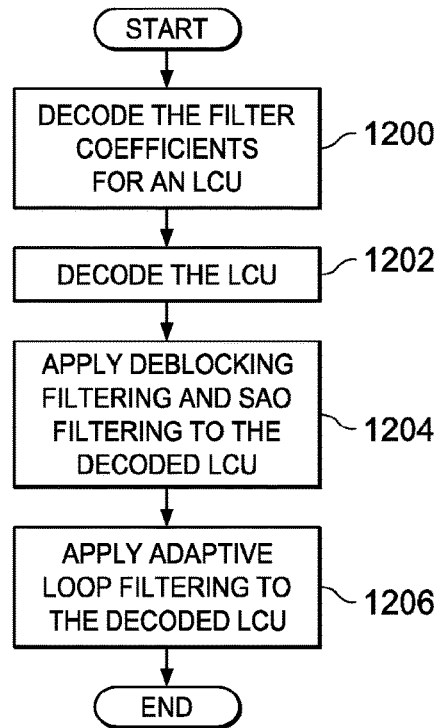 START
DECODE THE FILTER
COEFFICIENTS
FOR AN LCU
1200
DECODE THE LCU
1202
APPLY DEBLOCKING
FILTERING AND SAO
FILTERING TO THE
DECODED LCU
1204
APPLY ADAPTIVE
LOOP FILTERING TO
THE DECODED LCU
1206
END